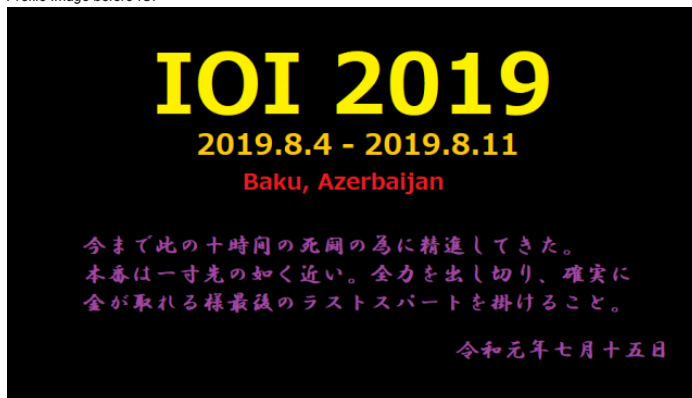 Profile image before IOI
IOI 2019
2019.8.4 - 2019.8.11
Baku, Azerbaijan
今まで此の十時間の死闘の為に精進してきた。
本番は一寸先の如く近い。全力を出し切り、確実に
金が取れる様最後のラストスパートを掛けること。
令和元年七月十五日